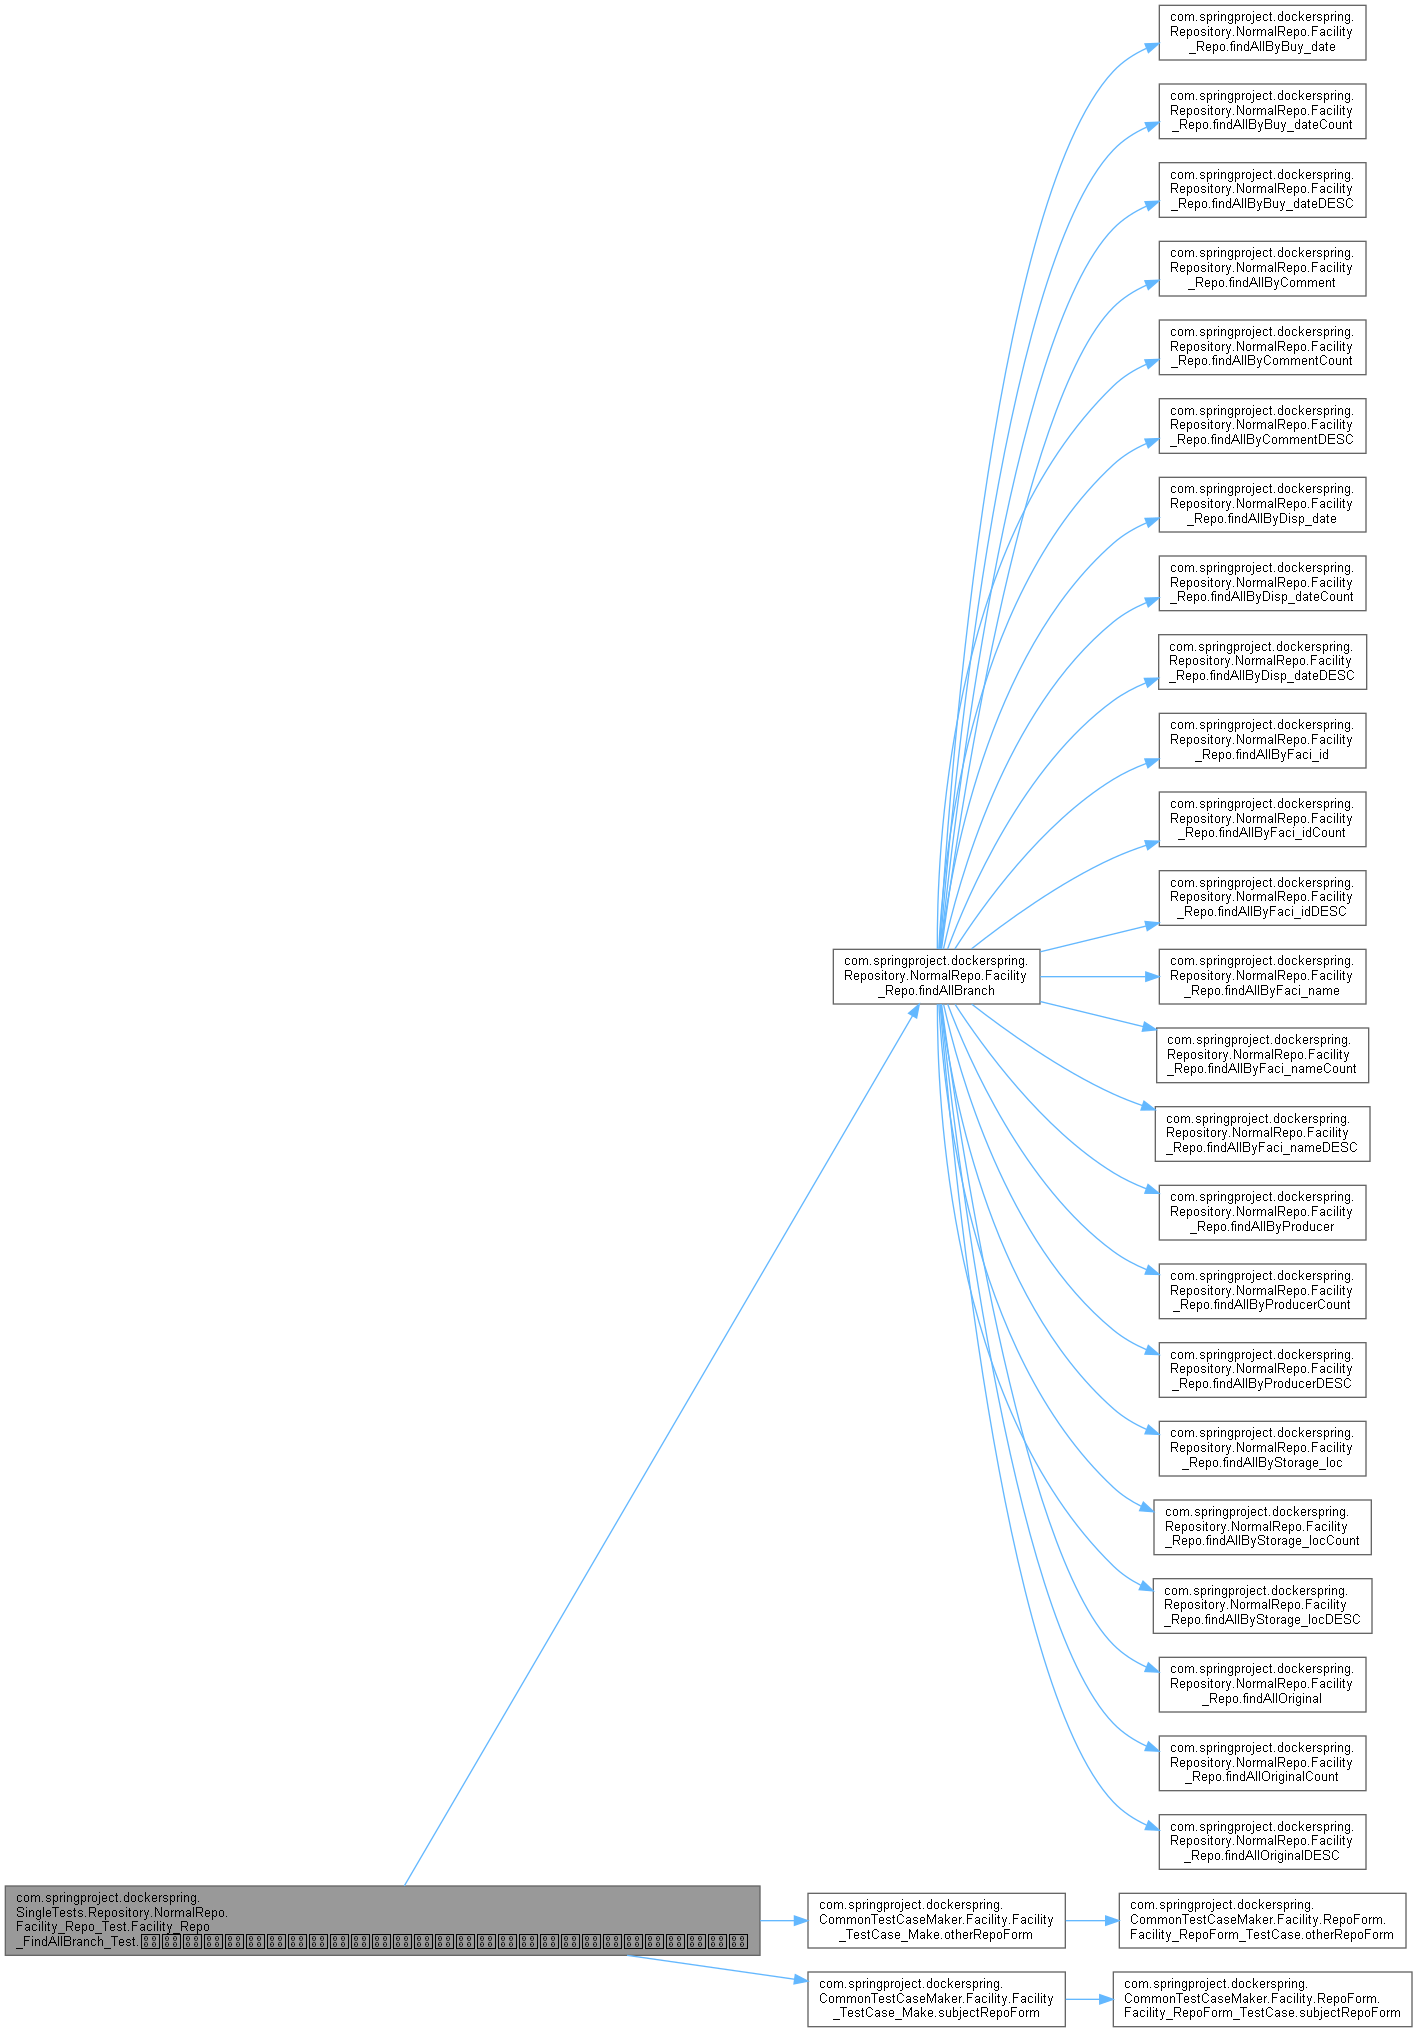 com.springproject.dockerspring.
Repository.NormalRepo.Facility
_Repo.findAllByBuy_date
com.springproject.dockerspring.
Repository.NormalRepo.Facility
_Repo.findAllByBuy_dateCount
com.springproject.dockerspring.
Repository.NormalRepo.Facility
_Repo.findAllByBuy_dateDESC
com.springproject.dockerspring.
Repository.NormalRepo.Facility
_Repo.findAllByComment
com.springproject.dockerspring.
Repository.NormalRepo.Facility
_Repo.findAllByCommentCount
com.springproject.dockerspring.
Repository.NormalRepo.Facility
_Repo.findAllByCommentDESC
com.springproject.dockerspring.
Repository.NormalRepo.Facility
_Repo.findAllByDisp_date
com.springproject.dockerspring.
Repository.NormalRepo.Facility
_Repo.findAllByDisp_dateCount
com.springproject.dockerspring.
Repository.NormalRepo.Facility
_Repo.findAllByDisp_dateDESC
com.springproject.dockerspring.
Repository.NormalRepo.Facility
_Repo.findAllByFaci_id
com.springproject.dockerspring.
Repository.NormalRepo.Facility
_Repo.findAllByFaci_idCount
com.springproject.dockerspring.
Repository.NormalRepo.Facility
_Repo.findAllByFaci_idDESC
com.springproject.dockerspring.
Repository.NormalRepo.Facility
_Repo.findAllBranch
com.springproject.dockerspring.
Repository.NormalRepo.Facility
_Repo.findAllByFaci_name
com.springproject.dockerspring.
Repository.NormalRepo.Facility
_Repo.findAllByFaci_nameCount
com.springproject.dockerspring.
Repository.NormalRepo.Facility
_Repo.findAllByFaci_nameDESC
com.springproject.dockerspring.
Repository.NormalRepo.Facility
_Repo.findAllByProducer
com.springproject.dockerspring.
Repository.NormalRepo.Facility
_Repo.findAllByProducerCount
com.springproject.dockerspring.
Repository.NormalRepo.Facility
_Repo.findAllByProducerDESC
com.springproject.dockerspring.
Repository.NormalRepo.Facility
_Repo.findAllByStorage_loc
com.springproject.dockerspring.
Repository.NormalRepo.Facility
_Repo.findAllByStorage_locCount
com.springproject.dockerspring.
Repository.NormalRepo.Facility
_Repo.findAllByStorage_locDESC
com.springproject.dockerspring.
Repository.NormalRepo.Facility
_Repo.findAllOriginal
com.springproject.dockerspring.
Repository.NormalRepo.Facility
_Repo.findAllOriginalCount
com.springproject.dockerspring.
Repository.NormalRepo.Facility
_Repo.findAllOriginalDESC
com.springproject.dockerspring.
SingleTests.Repository.NormalRepo.
Facility_Repo_Test.Facility_Repo
_FindAllBranch_Test.
com.springproject.dockerspring.
CommonTestCaseMaker.Facility.Facility
_TestCase_Make.otherRepoForm
com.springproject.dockerspring.
CommonTestCaseMaker.Facility.RepoForm.
Facility_RepoForm_TestCase.otherRepoForm
com.springproject.dockerspring.
CommonTestCaseMaker.Facility.Facility
_TestCase_Make.subjectRepoForm
com.springproject.dockerspring.
CommonTestCaseMaker.Facility.RepoForm.
Facility_RepoForm_TestCase.subjectRepoForm